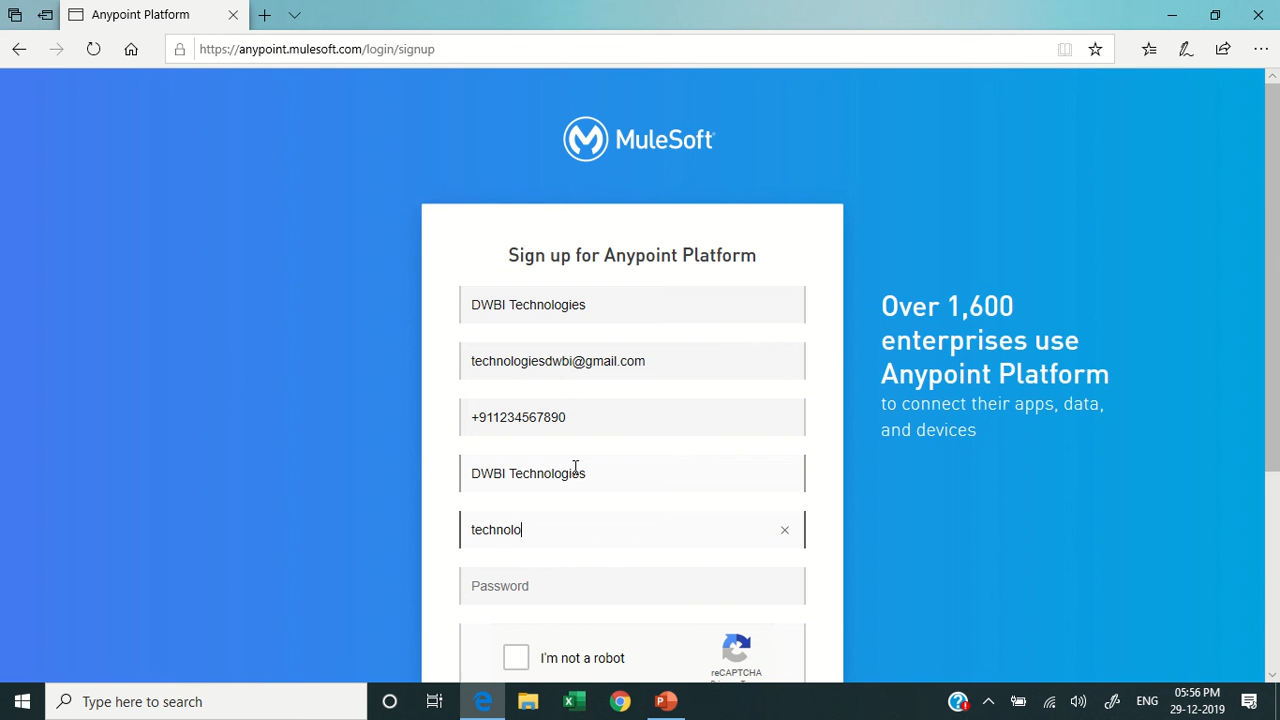 Anypoint Platform
https://anypoint.mulesoft.com/login/signup
MuleSoft
Sign up for Anypoint Platform
DWBI Technologies
technologiesdwbi@gmail.com
+911234567890
DWBI Technologies
technolo
Password
I'm not a robot
reCAPTCHA
Over 1,600
enterprises use
Anypoint Platform
to connect their apps, data,
and devices
Type here to search
ENG
05:56 PM
29-12-2019